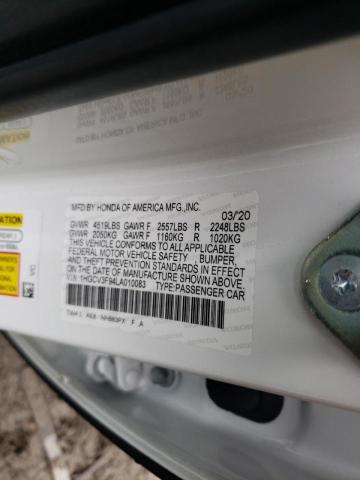 MFD.BY HONDA OF AMERICA MFG.,INC. 03/20
GVWR 4519LBS GAWR F 2557LBS R 2248LBS
GVWR 2050KG GAWR F 1160KG R 1020KG
THIS VEHICLE CONFORMS TO ALL APPLICABLE
FEDERAL MOTOR VEHICLE SAFETY, BUMPER,
AND THEFT PREVENTION STANDARDS IN EFFECT
ON THE DATE OF MANUFACTURE SHOWN ABOVE.
V.I.N.: 1HGCV3F94LA010083 TYPE:PASSENGER CAR
NH883PX F A
VC